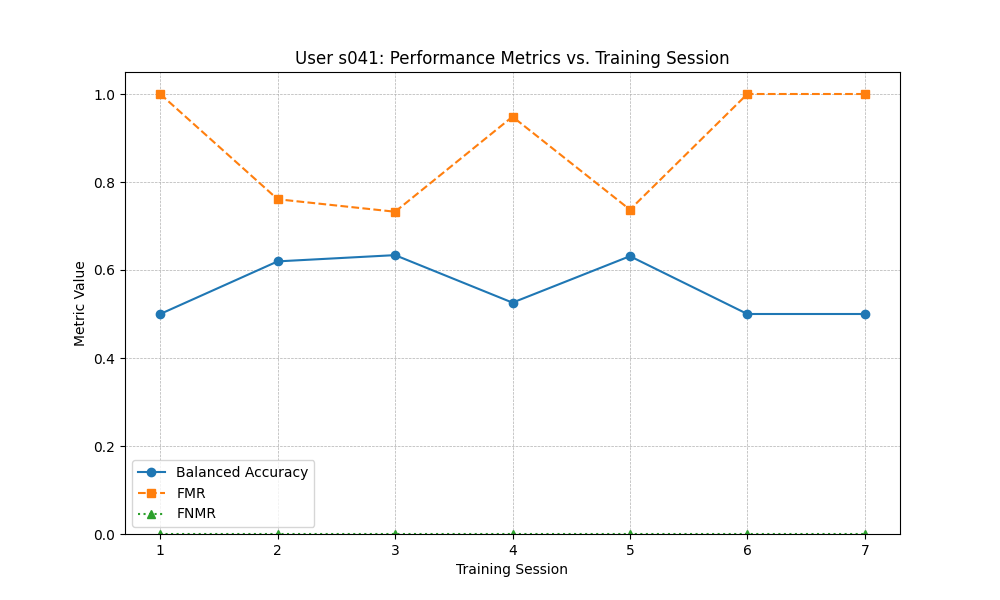 User s041: Performance Metrics vs. Training Session
Metric Value
1.0
0.8
0.6
0.4
0.2
0.0
Balanced Accuracy
FMR
FNMR
1 2 3 4 5 6 7
Training Session